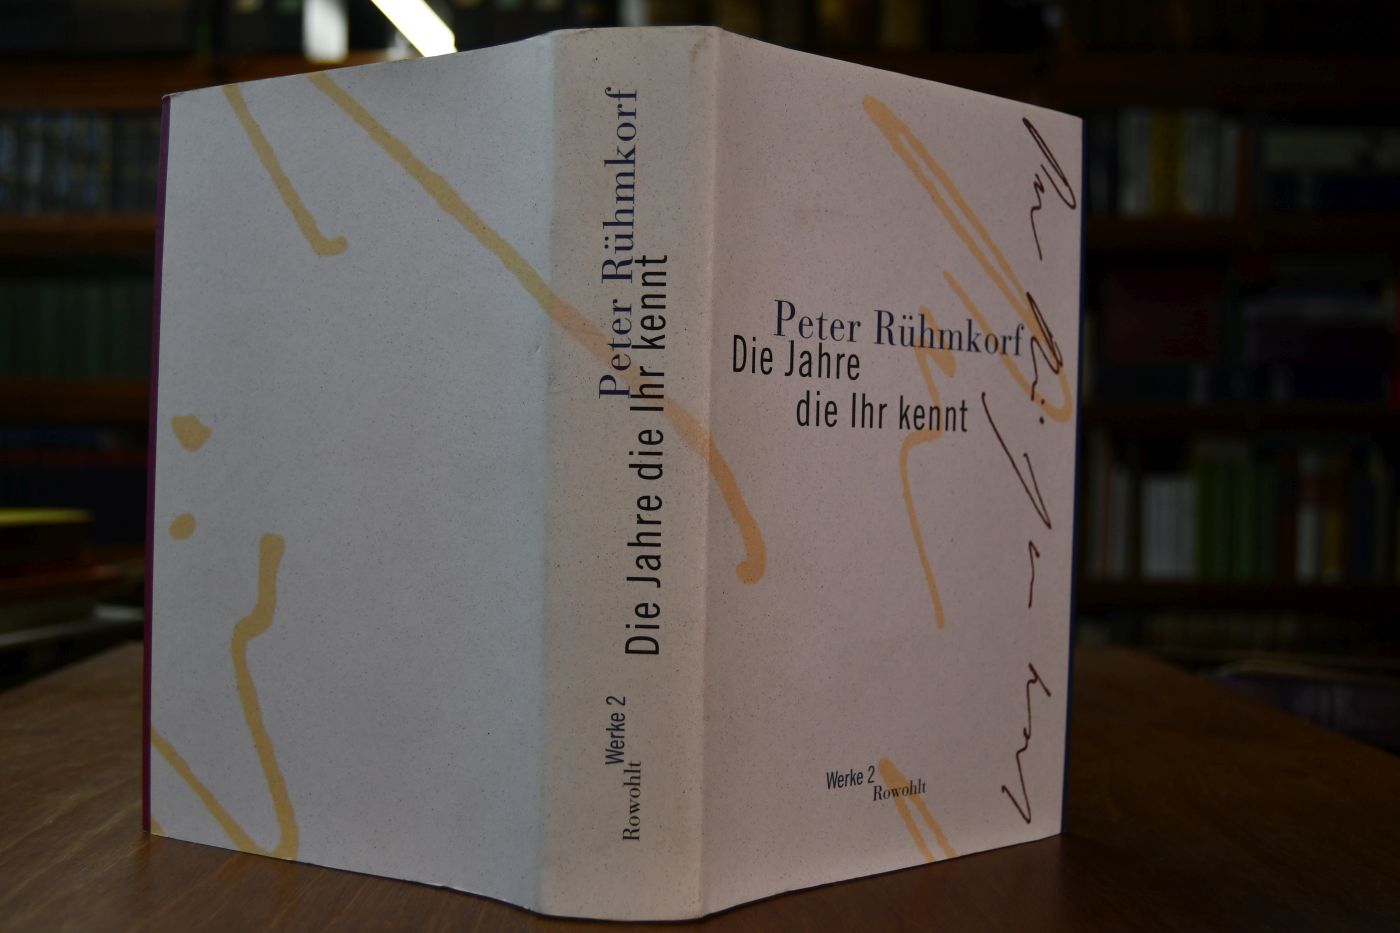 Peter Rühmkorf
Die Jahre die Ihr kennt
Werke 2
Rowohlt
Peter Rühmkorf
Die Jahre
die Ihr kennt
Werke 2
Rowohlt